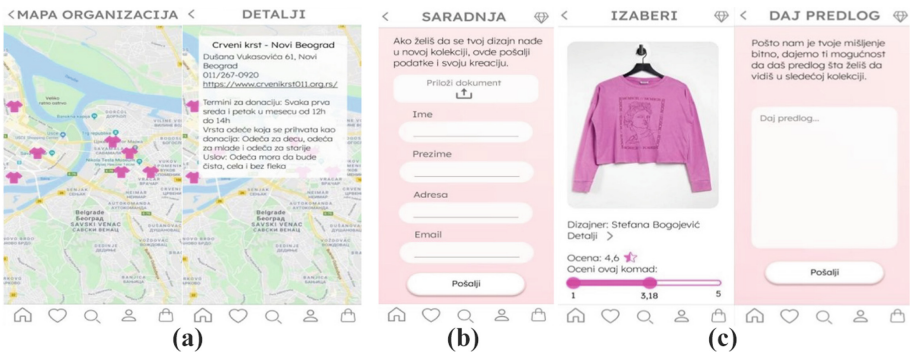 MAPA ORGANIZACIJA
Belgrade
Београд
SAVSKI VENAC
САВСКИ ВЕНАЦ
DETALJI
Crveni krst - Novi Beograd
Dušana Vukasovića 61, Novi
Beograd
011/267-0920
https://www.crvenikrst011.org.rs/
Termini za donaciju: Svaka prva
sreda i petak u mesecu od 12h
do 14h
Vrsta odeće koja se prihvata kao
donacija: Odeća za decu, odeća
za mlade i odeća za starije
Uslov: Odeća mora da bude
čista, cela i bez fleka
Belgrade
Београд
SAVSKI VENAC
САВСКИ ВЕНАЦ
(a)
SARADNJA
Ako želiš da se tvoj dizajn nađe
u novoj kolekciji, ovde pošalji
podatke i svoju kreaciju.
Priloži dokument
Ime
Prezime
Adresa
Email
Pošalji
(b)
IZABERI
Dizajner: Stefana Bogojević
Detalji
Ocena: 4,6
Oceni ovaj komad:
1 3,18 5
DAJ PREDLOG
Pošto nam je tvoje mišljenje
bitno, dajemo ti mogućnost
da daš predlog šta želiš da
vidiš u sledećoj kolekciji.
Daj predlog...
Pošalji
(c)